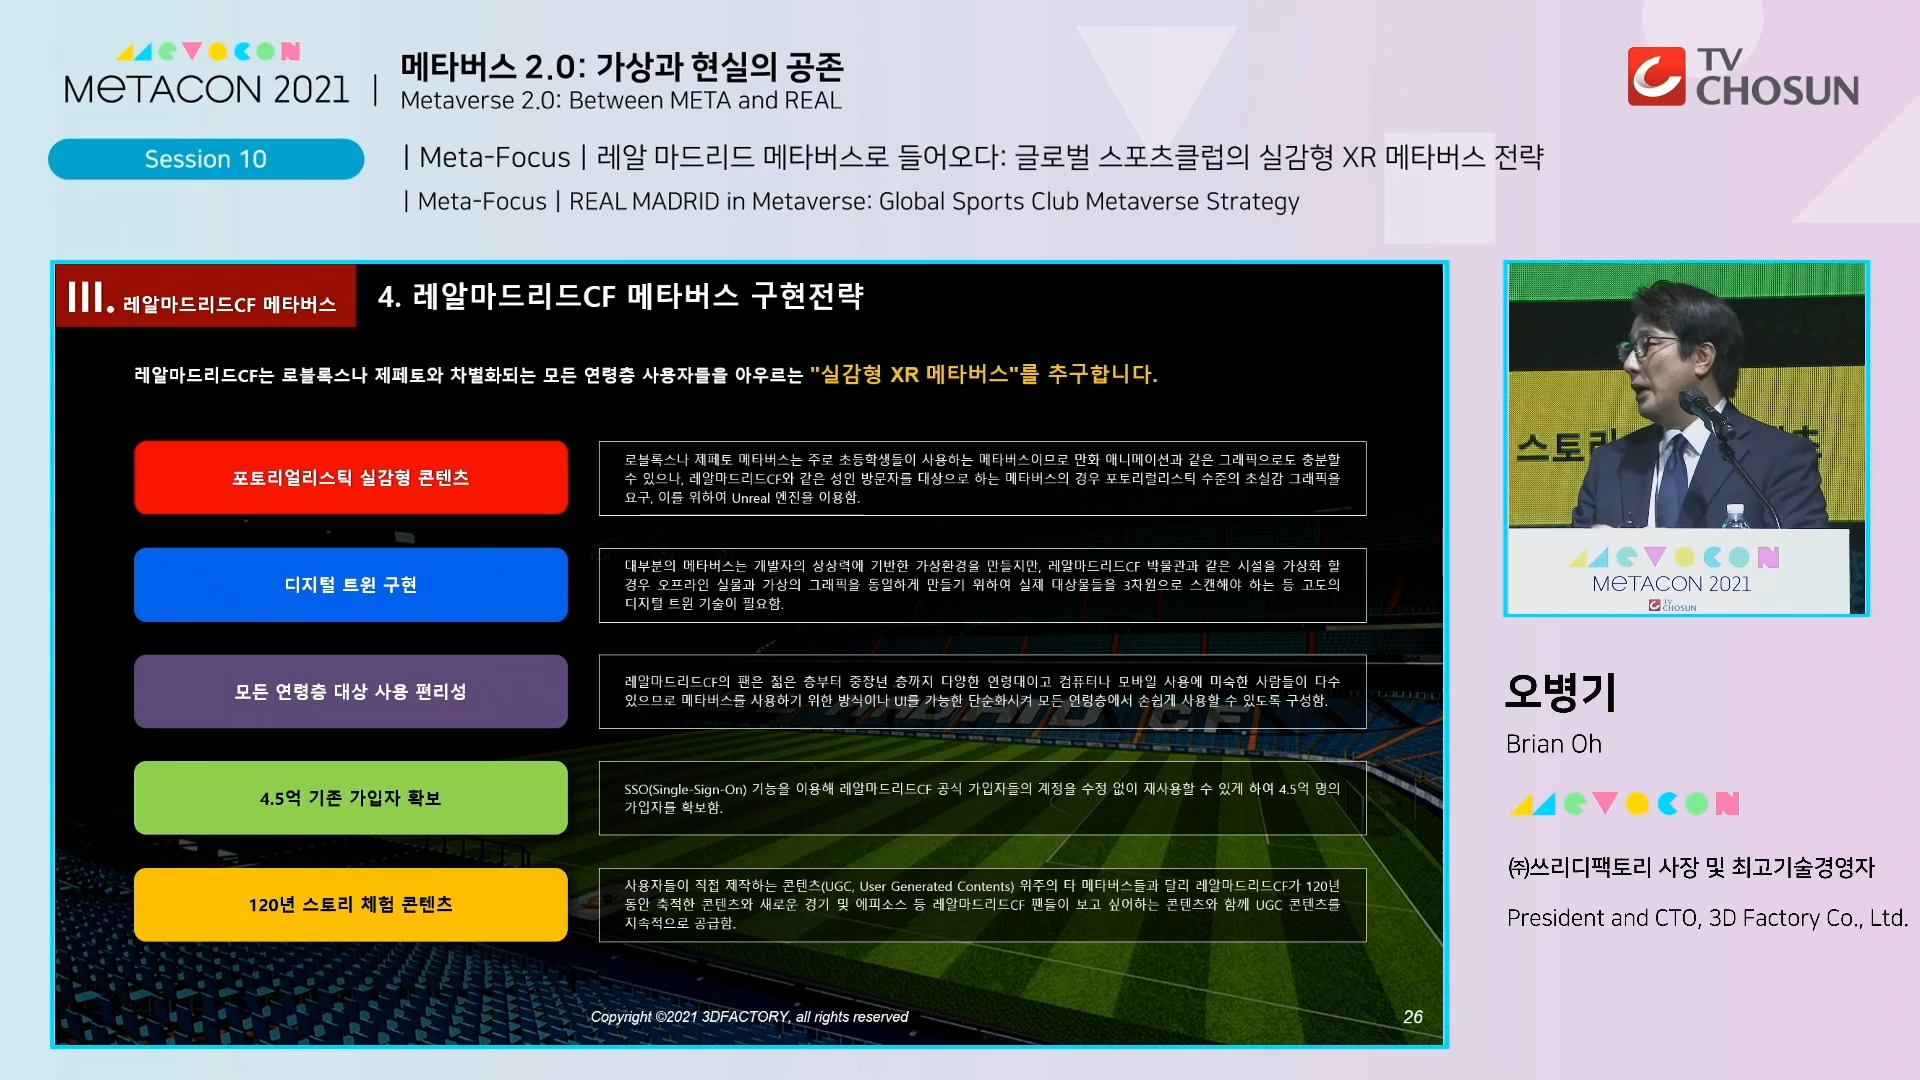 METACON 2021
메타버스 2.0: 가상과 현실의 공존
Metaverse 2.0: Between META and REAL
TV CHOSUN
Session 10
| Meta-Focus | 레알 마드리드 메타버스로 들어오다: 글로벌 스포츠클럽의 실감형 XR 메타버스 전략
| Meta-Focus | REAL MADRID in Metaverse: Global Sports Club Metaverse Strategy
III. 레알마드리드CF 메타버스
4. 레알마드리드CF 메타버스 구현전략
레알마드리드CF는 로블록스나 제페토와 차별화되는 모든 연령층 사용자들을 아우르는 "실감형 XR 메타버스"를 추구합니다.
포토리얼리스틱 실감형 콘텐츠
로블록스나 제페토 메타버스는 주로 초등학생들이 사용하는 메타버스이므로 만화 애니메이션과 같은 그래픽으로도 충분할
수 있으나, 레알마드리드CF와 같은 성인 방문자를 대상으로 하는 메타버스의 경우 포토리럴리스틱 수준의 초실감 그래픽을
요구, 이를 위하여 Unreal 엔진을 이용함.
디지털 트윈 구현
대부분의 메타버스는 개발자의 상상력에 기반한 가상환경을 만들지만, 레알마드리드CF 박물관과 같은 시설을 가상화 할
경우 오프라인 실물과 가상의 그래픽을 동일하게 만들기 위하여 실제 대상물들을 3차원으로 스캔해야 하는 등 고도의
디지털 트윈 기술이 필요함.
모든 연령층 대상 사용 편리성
레알마드리드CF의 팬은 젊은 층부터 중장년 층까지 다양한 연령대이고 컴퓨터나 모바일 사용에 미숙한 사람들이 다수
있으므로 메타버스를 사용하기 위한 방식이나 UI를 가능한 단순화시켜 모든 연령층에서 손쉽게 사용할 수 있도록 구성함.
4.5억 기존 가입자 확보
SSO(Single-Sign-On) 기능을 이용해 레알마드리드CF 공식 가입자들의 계정을 수정 없이 재사용할 수 있게 하여 4.5억 명의
가입자를 확보함.
120년 스토리 체험 콘텐츠
사용자들이 직접 제작하는 콘텐츠(UGC, User Generated Contents) 위주의 타 메타버스들과 달리 레알마드리드CF가 120년
동안 축적한 콘텐츠와 새로운 경기 및 에피소스 등 레알마드리드CF 팬들이 보고 싶어하는 콘텐츠와 함께 UGC 콘텐츠를
지속적으로 공급함.
Copyright ©2021 3DFACTORY, all rights reserved
26
METACON 2021
TV CHOSUN
오병기
Brian Oh
㈜쓰리디팩토리 사장 및 최고기술경영자
President and CTO, 3D Factory Co., Ltd.